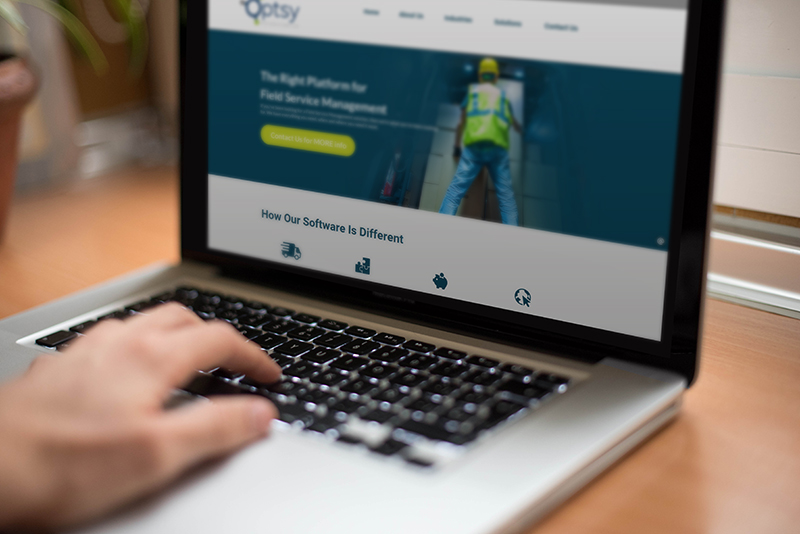 Optsy
Home About Us Industries Solutions Contact Us
The Right Platform for
Field Service Management
Contact Us for MORE info
How Our Software Is Different